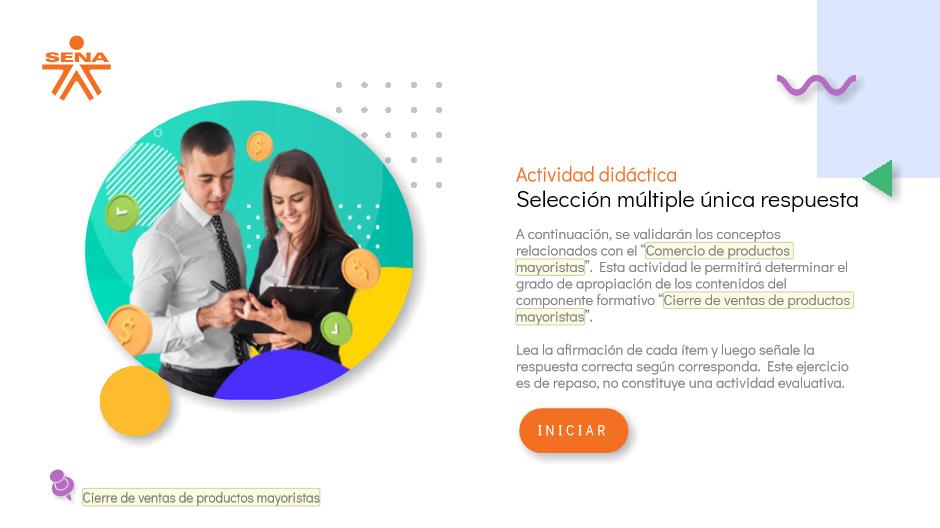 SENA
Actividad didáctica
Selección múltiple única respuesta
A continuación, se validarán los conceptos
relacionados con el “Comercio de productos
mayoristas”. Esta actividad le permitirá determinar el
grado de apropiación de los contenidos del
componente formativo “Cierre de ventas de productos
mayoristas”.
Lea la afirmación de cada ítem y luego señale la
respuesta correcta según corresponda. Este ejercicio
es de repaso, no constituye una actividad evaluativa.
INICIAR
Cierre de ventas de productos mayoristas